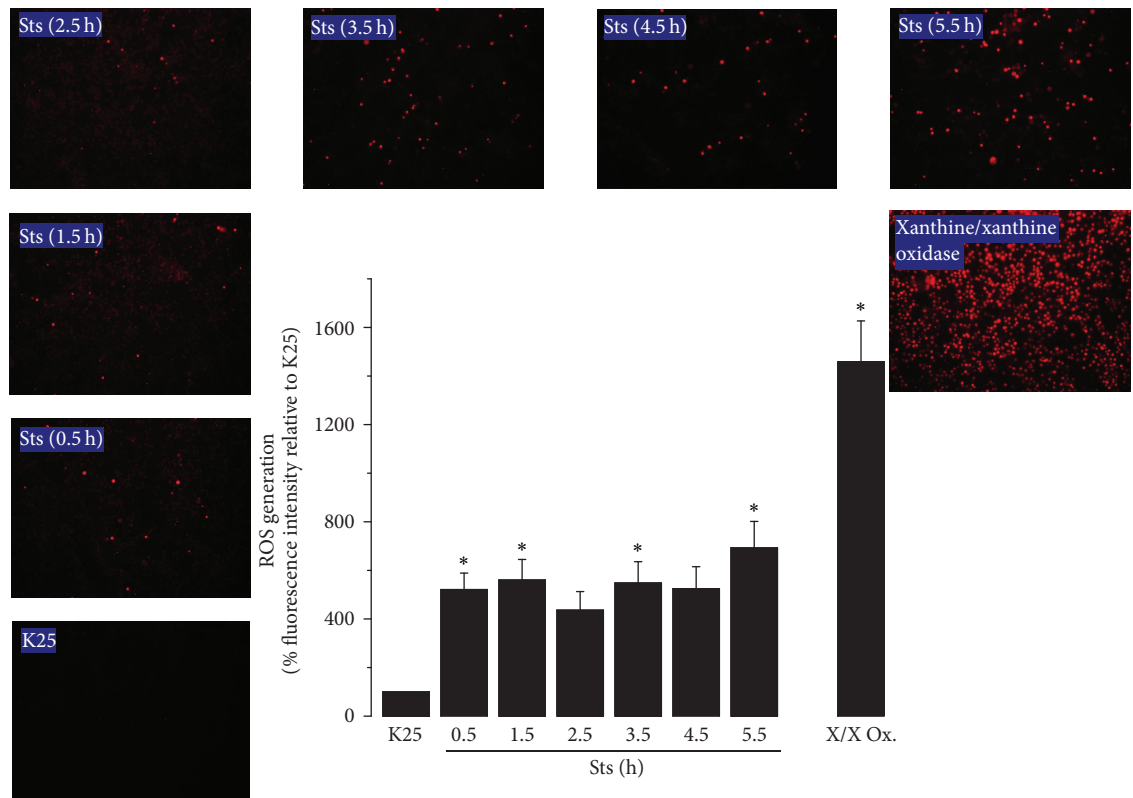 Sts (2.5 h)
Sts (3.5 h)
Sts (4.5 h)
Sts (5.5 h)
Sts (1.5 h)
Xanthine/xanthine
oxidase
Sts (0.5 h)
K25
ROS generation
(% fluorescence intensity relative to K25)
1600
1200
800
400
0
* * * * *
K25 0.5 1.5 2.5 3.5 4.5 5.5 X/X Ox.
Sts (h)